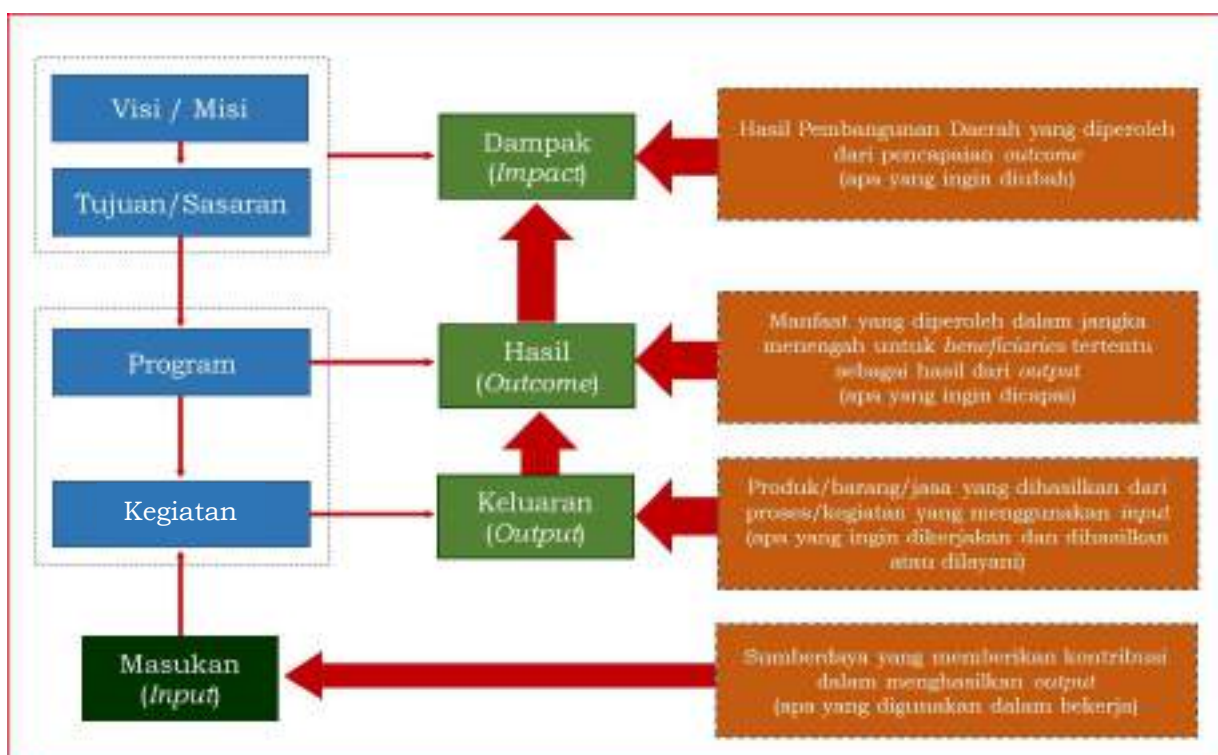 Visi / Misi
Tujuan/Sasaran
Program
Kegiatan
Masukan
(Input)
Dampak
(Impact)
Hasil
(Outcome)
Keluaran
(Output)
Hasil Pembangunan Daerah yang diperoleh
dari pencapaian outcome
(apa yang ingin diubah)
Manfaat yang diperoleh dalam jangka
menengah untuk beneficiaries tertentu
sebagai hasil dari output
(apa yang ingin dicapai)
Produk/barang/jasa yang dihasilkan dari
proses/kegiatan yang menggunakan input
(apa yang ingin dikerjakan dan dihasilkan
atau dilayani)
Sumberdaya yang memberikan kontribusi
dalam menghasilkan output
(apa yang digunakan dalam bekerja)